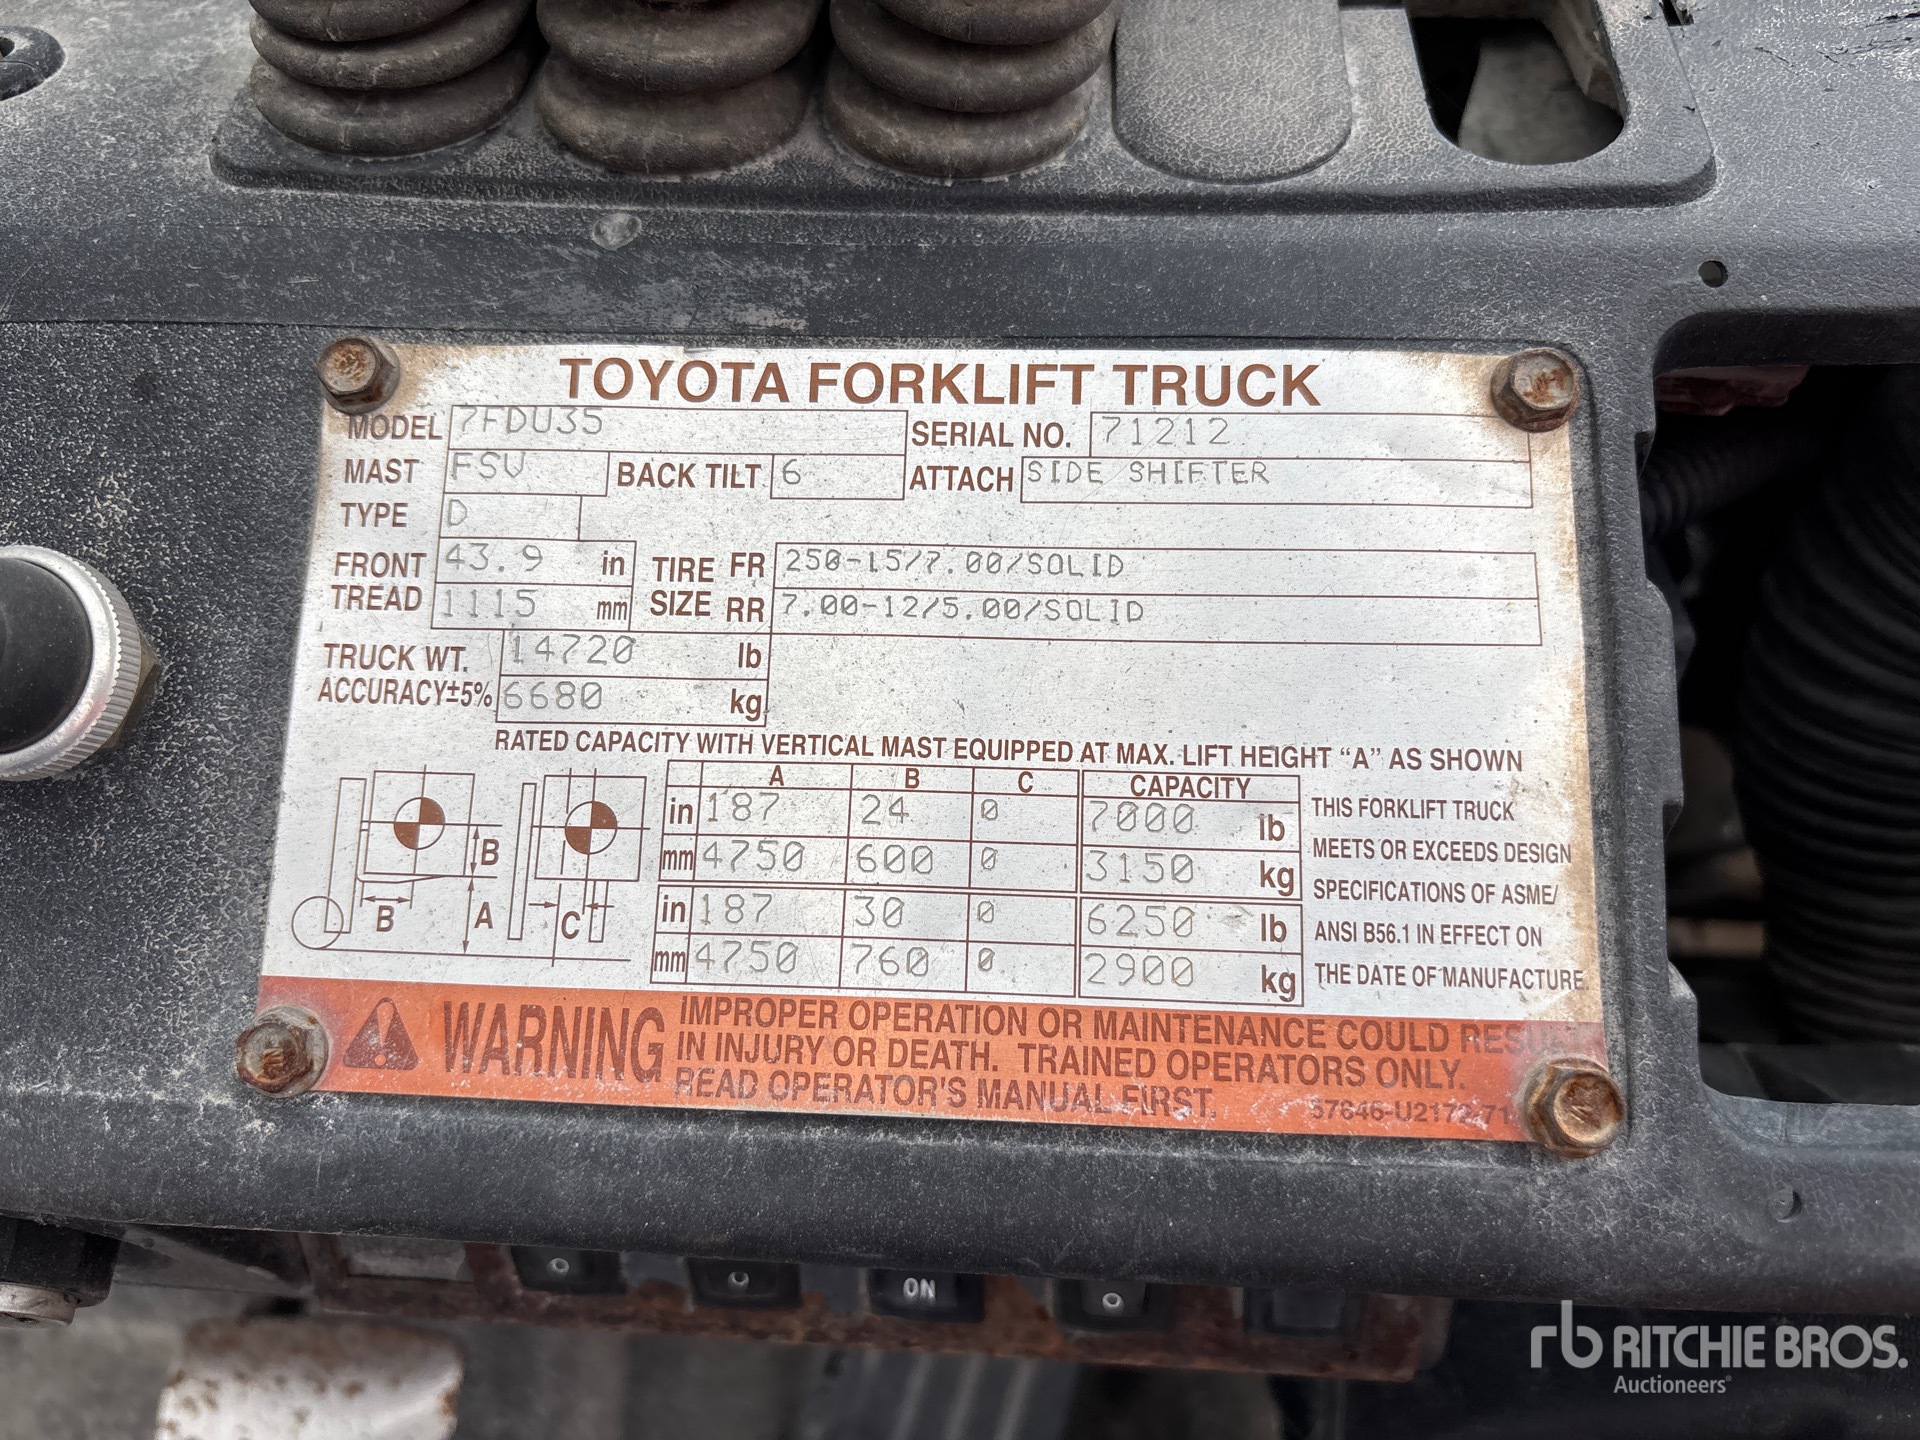 TOYOTA FORKLIFT TRUCK
MODEL 7FDU35 SERIAL NO. 71212
MAST FSV BACK TILT 6 ATTACH SIDE SHIFTER
TYPE D
FRONT TREAD 43.9 in 1115 mm
TIRE SIZE FR 250-15/7.00/SOLID
RR 7.00-12/5.00/SOLID
TRUCK WT. 14720 lb
ACCURACY±5% 6680 kg
RATED CAPACITY WITH VERTICAL MAST EQUIPPED AT MAX. LIFT HEIGHT "A" AS SHOWN
A B C CAPACITY
in 187 24 0 7000 lb
mm 4750 600 0 3150 kg
in 187 30 0 6250 lb
mm 4750 760 0 2900 kg
B
B A C
THIS FORKLIFT TRUCK
MEETS OR EXCEEDS DESIGN
SPECIFICATIONS OF ASME/
ANSI B56.1 IN EFFECT ON
THE DATE OF MANUFACTURE.
WARNING
IMPROPER OPERATION OR MAINTENANCE COULD RESULT
IN INJURY OR DEATH. TRAINED OPERATORS ONLY.
READ OPERATOR'S MANUAL FIRST.
ON
rb RITCHIE BROS.
Auctioneers